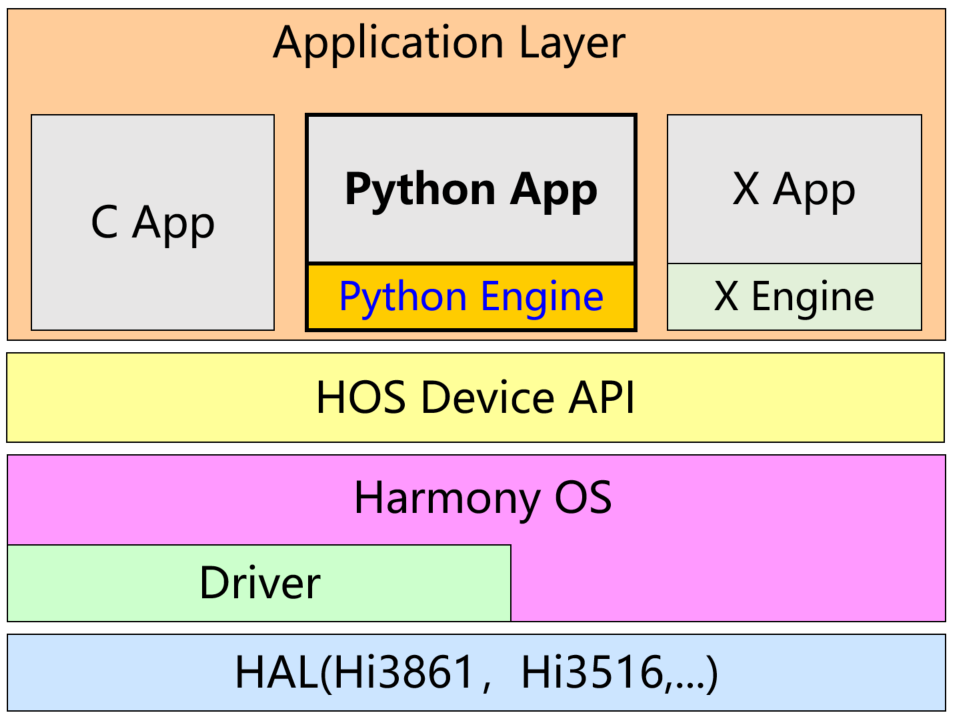 Application Layer
C App
Python App
X App
Python Engine
X Engine
HOS Device API
Harmony OS
Driver
HAL(Hi3861，Hi3516,...)